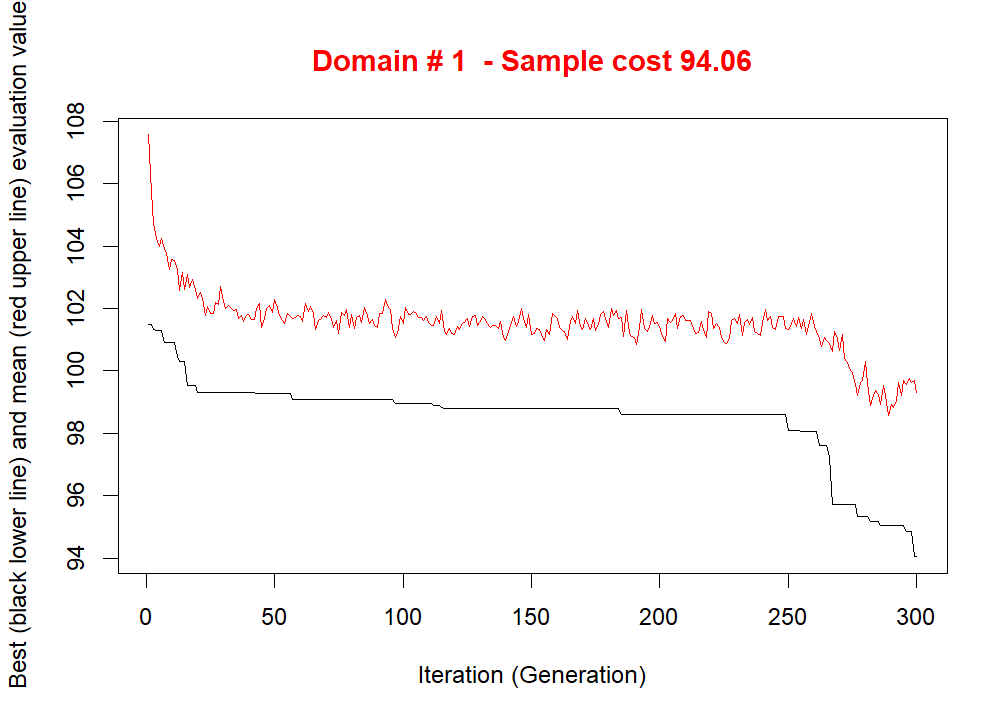 Domain # 1  - Sample cost 94.06
Best (black lower line) and mean (red upper line) evaluation value
108
106
104
102
100
98
96
94
0 50 100 150 200 250 300
Iteration (Generation)